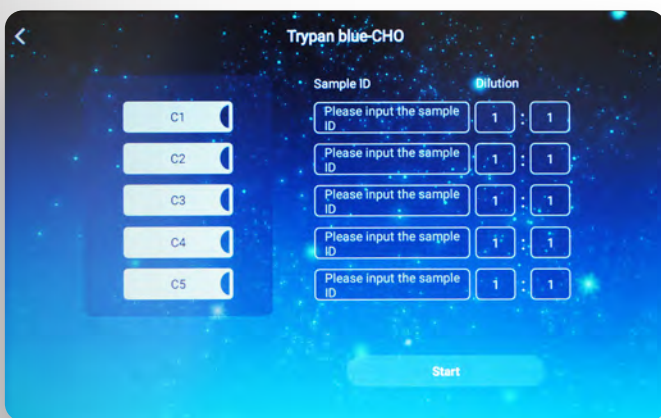 Trypan blue-CHO
Sample ID Dilution
C1 Please input the sample ID 1 : 1
C2 Please input the sample ID 1 : 1
C3 Please input the sample ID 1 : 1
C4 Please input the sample ID 1 : 1
C5 Please input the sample ID 1 : 1
Start